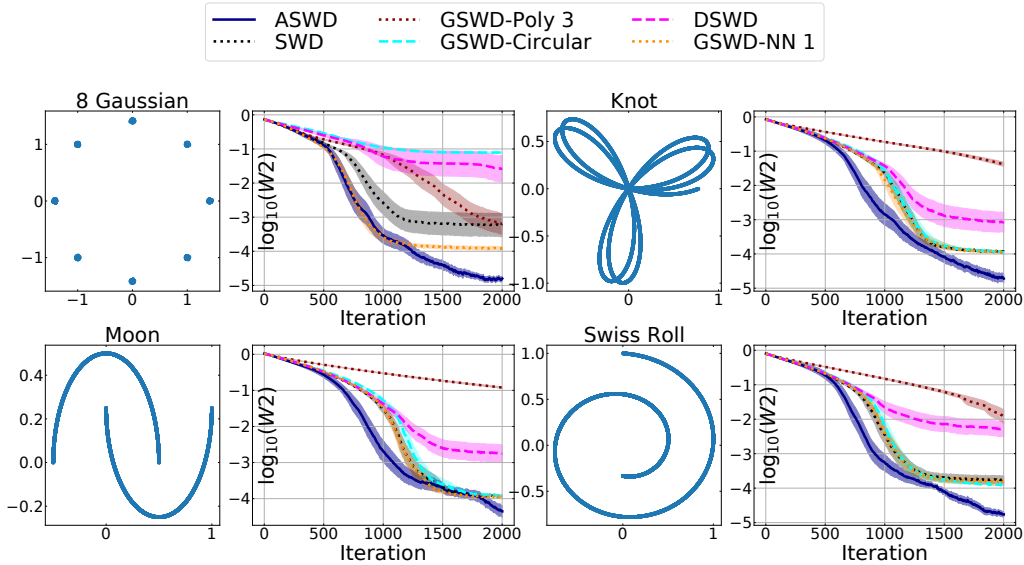 ASWD GSWD-Poly 3 DSWD
SWD GSWD-Circular GSWD-NN 1
8 Gaussian
1
0
−1
−1 0 1
0
−1
−2
−3
−4
−5
log₁₀(W2)
0 500 1000 1500 2000
Iteration
Knot
0.5
0.0
−0.5
−1.0
0 1
0
−1
−2
−3
−4
−5
log₁₀(W2)
0 500 1000 1500 2000
Iteration
Moon
0.4
0.2
0.0
−0.2
0 1
0
−1
−2
−3
−4
log₁₀(W2)
0 500 1000 1500 2000
Iteration
Swiss Roll
1.0
0.5
0.0
−0.5
0 1
0
−1
−2
−3
−4
−5
log₁₀(W2)
0 500 1000 1500 2000
Iteration